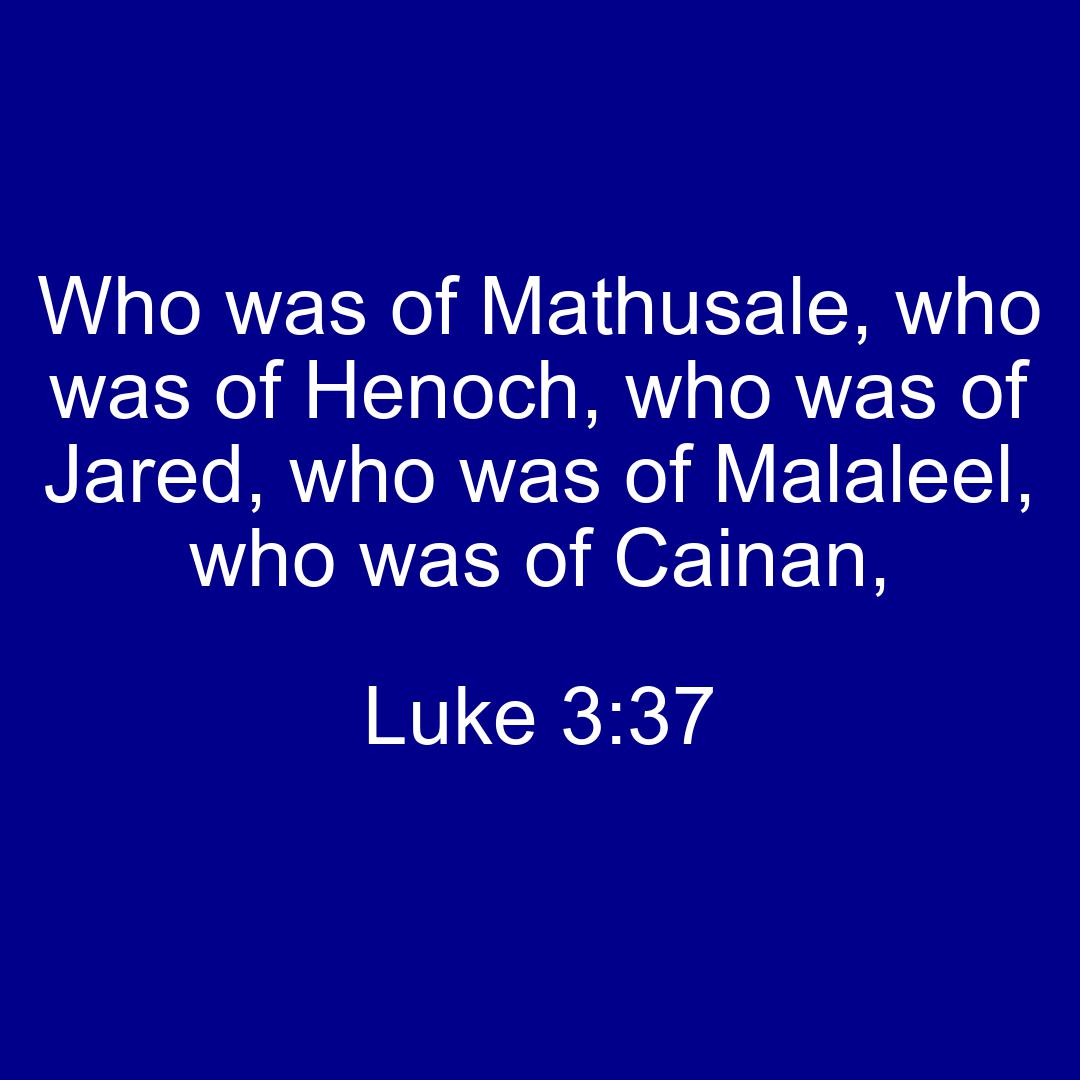 Who was of Mathusale, who
was of Henoch, who was of
Jared, who was of Malaleel,
who was of Cainan,
Luke 3:37